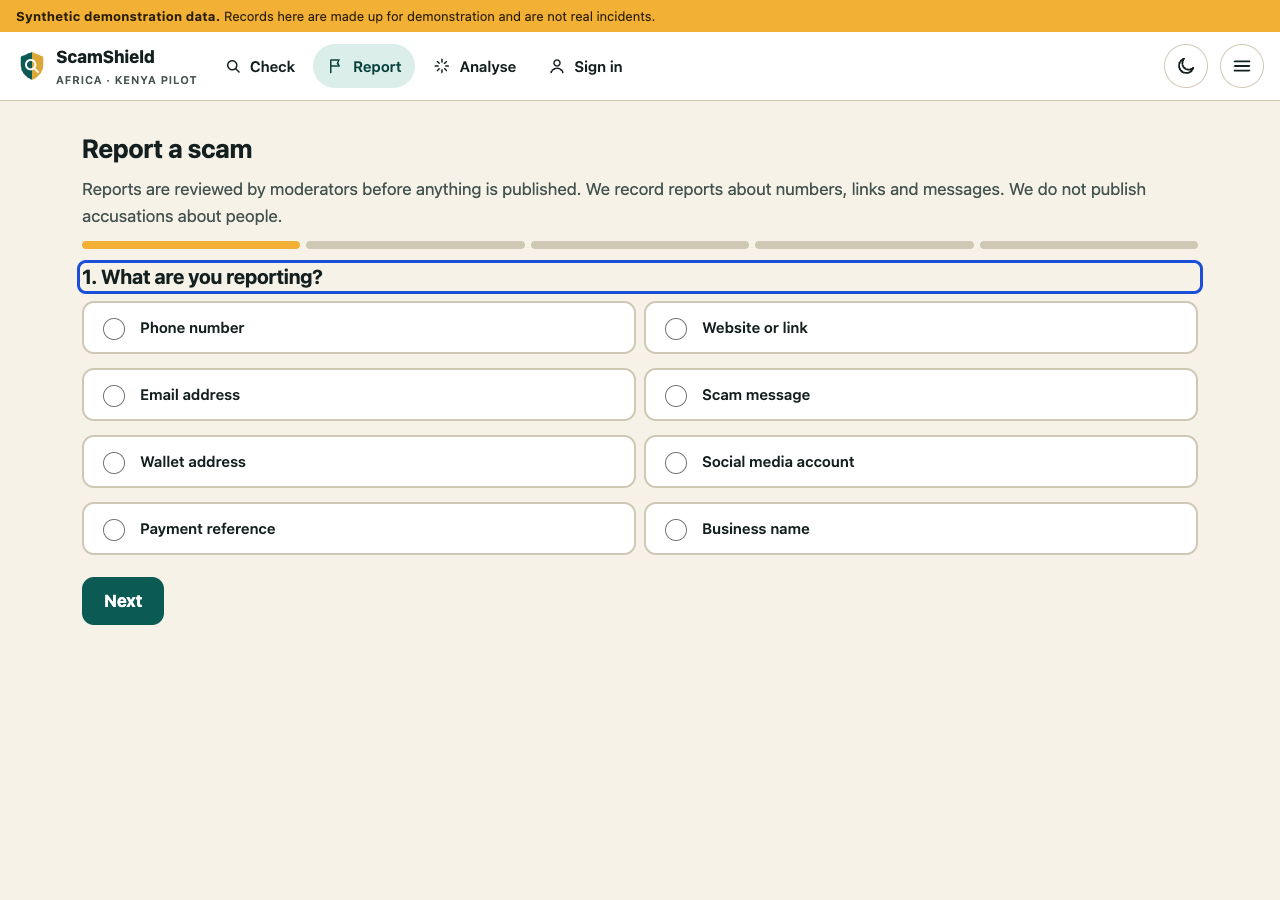 Synthetic demonstration data. Records here are made up for demonstration and are not real incidents.
ScamShield
AFRICA · KENYA PILOT
Check
Report
Analyse
Sign in
Report a scam
Reports are reviewed by moderators before anything is published. We record reports about numbers, links and messages. We do not publish
accusations about people.
1. What are you reporting?
Phone number
Website or link
Email address
Scam message
Wallet address
Social media account
Payment reference
Business name
Next